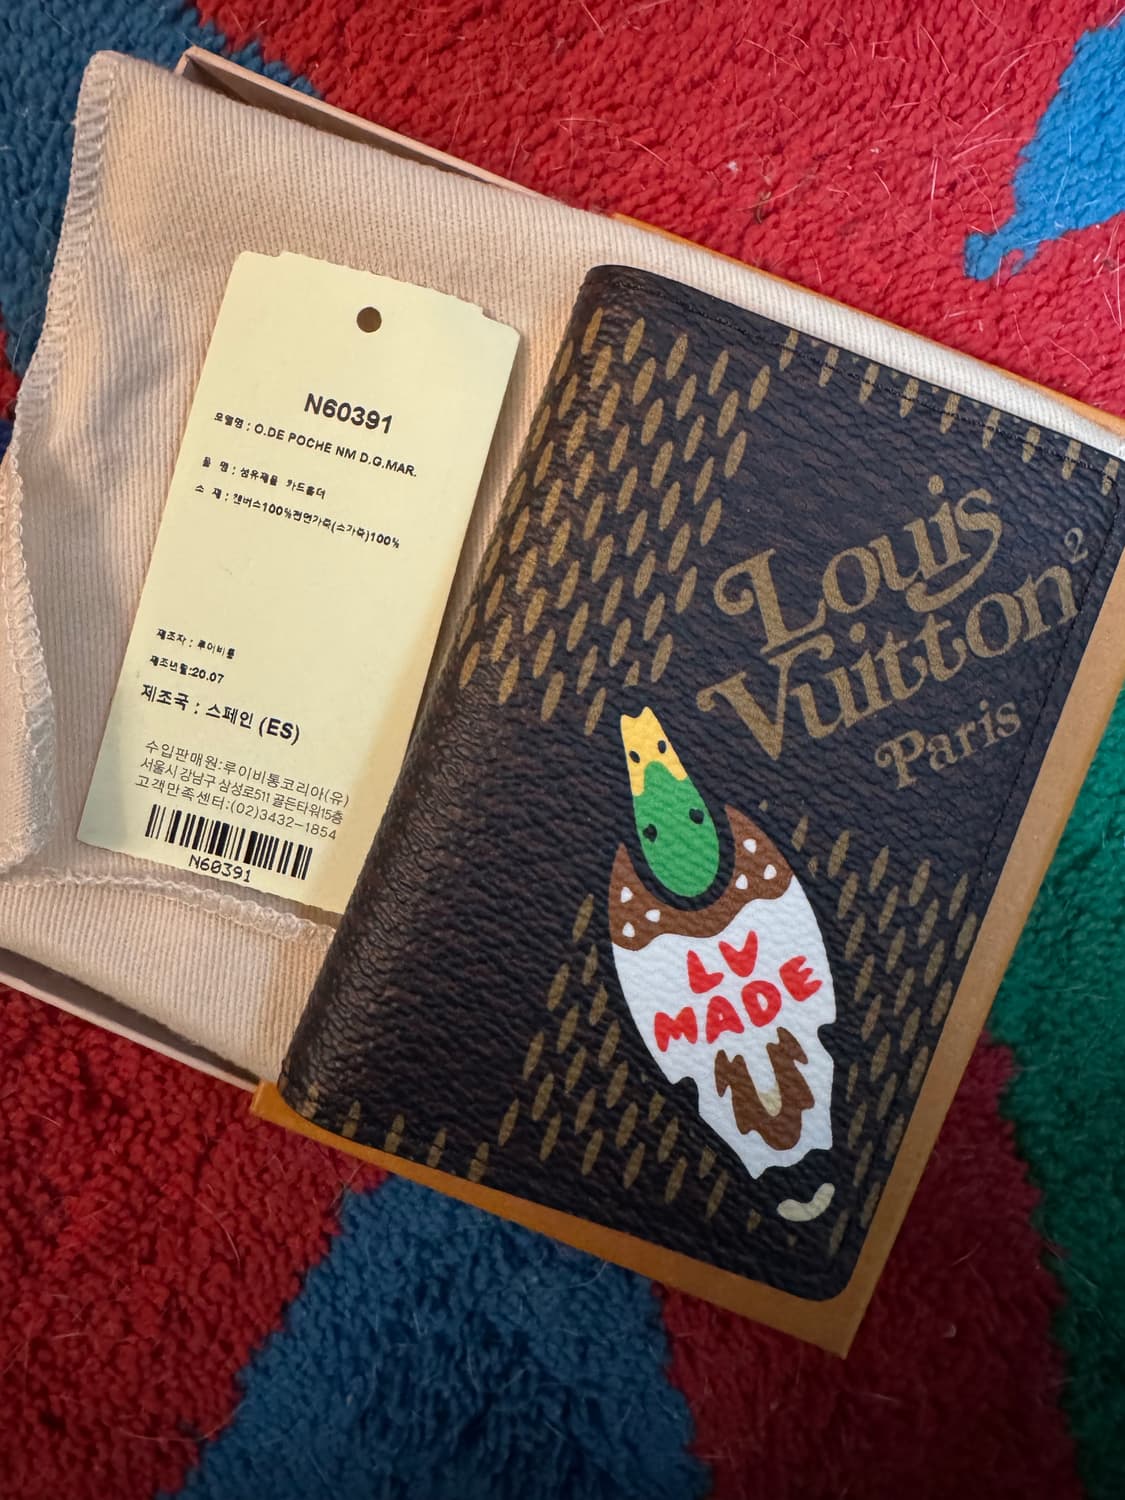 N60391
모델명 : O.DE POCHE NM D.G.MAR.
품 명 : 섬유제품 카드홀더
소 재 : 캔버스100%천연가죽(소가죽)100%
제조자 : 루이비통
제조년월:20.07
제조국 : 스페인 (ES)
수입판매원:루이비통코리아(유)
서울시 강남구 삼성로511 골든타워15층
고객만족센터:(02)3432-1854
N60391
Louis
Vuitton²
Paris
LV
MADE